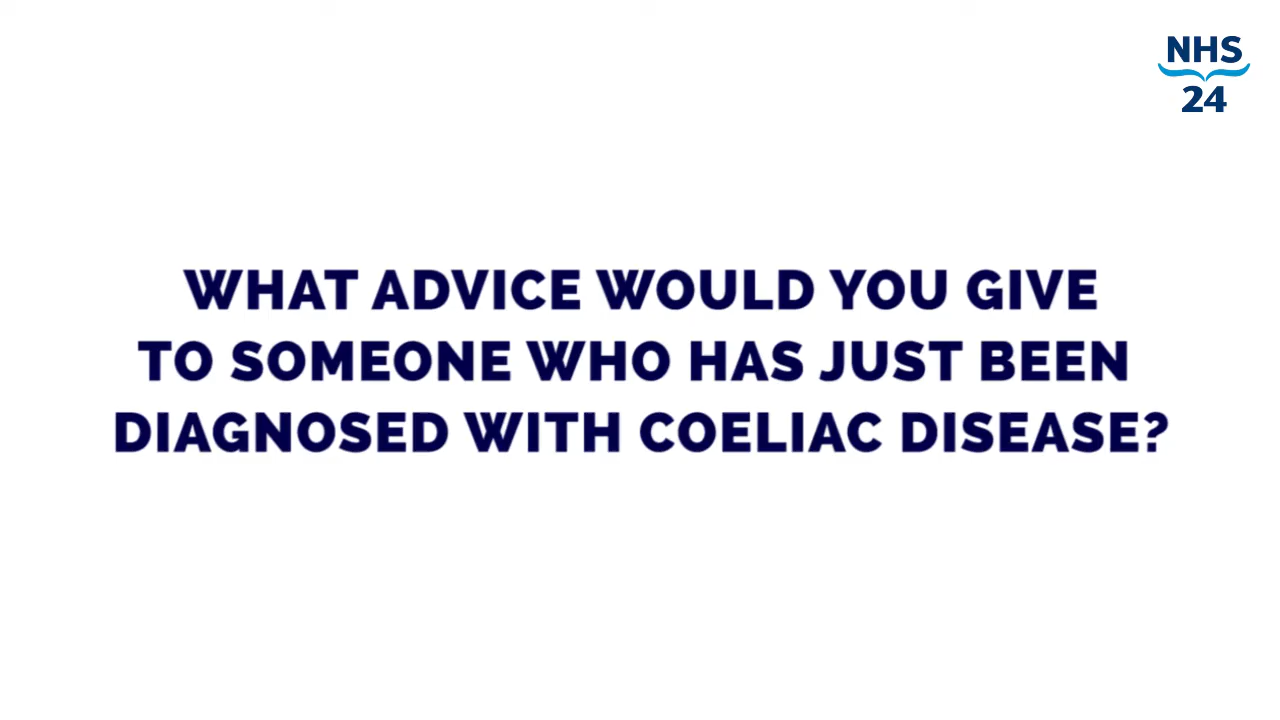 NHS
24
WHAT ADVICE WOULD YOU GIVE
TO SOMEONE WHO HAS JUST BEEN
DIAGNOSED WITH COELIAC DISEASE?